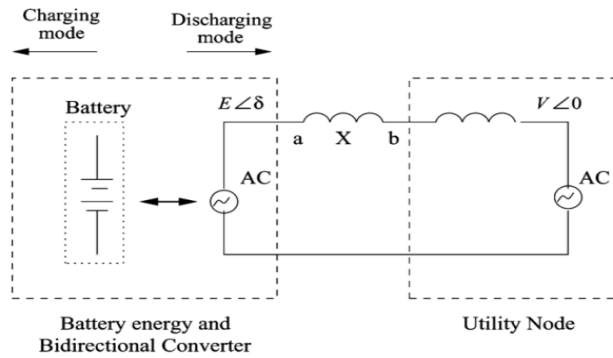 Charging
mode
Discharging
mode
Battery
E∠δ
V∠0
a X b
AC
AC
Battery energy and
Bidirectional Converter
Utility Node